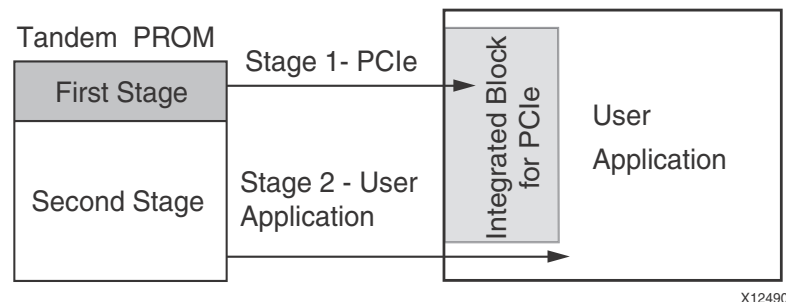 Tandem PROM
First Stage
Second Stage
Stage 1- PCIe
Stage 2 - User
Application
Integrated Block
for PCIe
User
Application
X12490